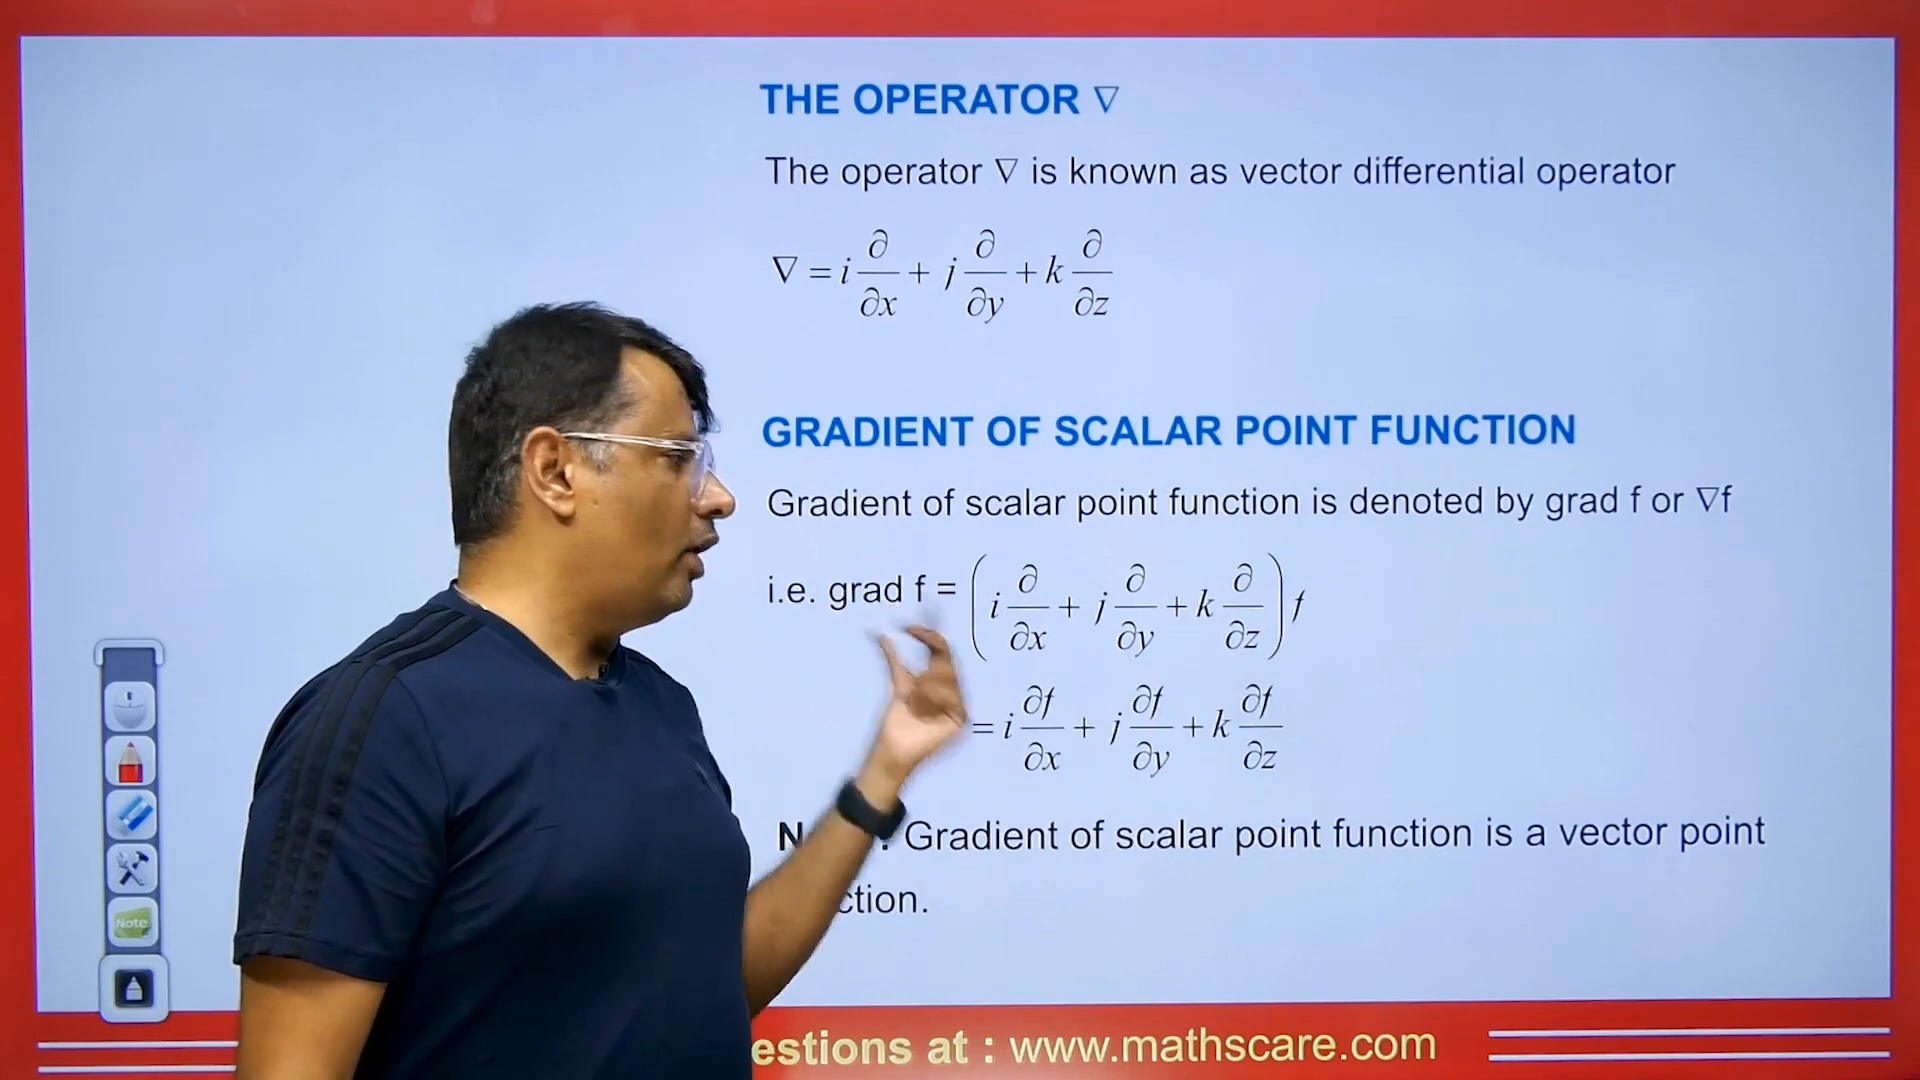 THE OPERATOR ∇
The operator ∇ is known as vector differential operator
∇ = i ∂/∂x + j ∂/∂y + k ∂/∂z
GRADIENT OF SCALAR POINT FUNCTION
Gradient of scalar point function is denoted by grad f or ∇f
i.e. grad f = (i ∂/∂x + j ∂/∂y + k ∂/∂z) f
= i ∂f/∂x + j ∂f/∂y + k ∂f/∂z
Gradient of scalar point function is a vector point
Note
at : www.mathscare.com